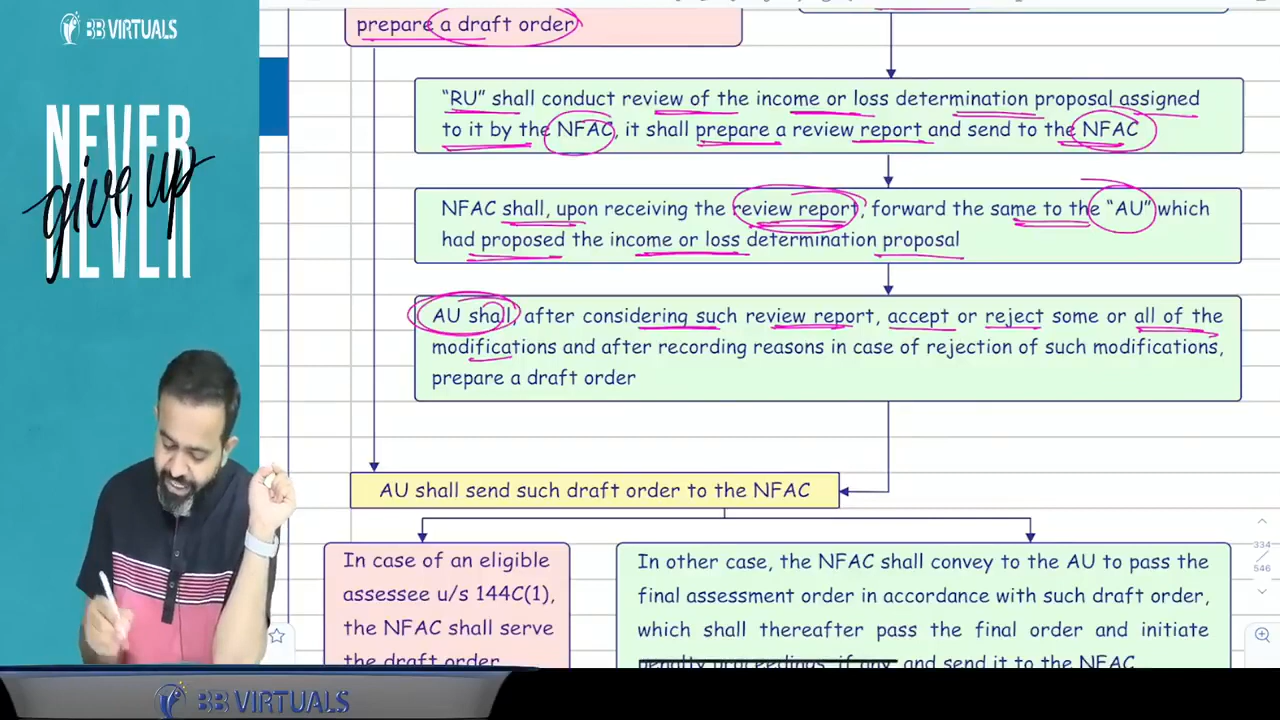 BB VIRTUALS
NEVER
give up
NEVER
prepare a draft order
“RU” shall conduct review of the income or loss determination proposal assigned
to it by the NFAC, it shall prepare a review report and send to the NFAC
NFAC shall, upon receiving the review report, forward the same to the “AU” which
had proposed the income or loss determination proposal
AU shall, after considering such review report, accept or reject some or all of the
modifications and after recording reasons in case of rejection of such modifications,
prepare a draft order
AU shall send such draft order to the NFAC
In case of an eligible
assessee u/s 144C(1),
the NFAC shall serve
the draft order
In other case, the NFAC shall convey to the AU to pass the
final assessment order in accordance with such draft order,
which shall thereafter pass the final order and initiate
penalty proceedings, if any, and send it to the NFAC
334
546
BB VIRTUALS